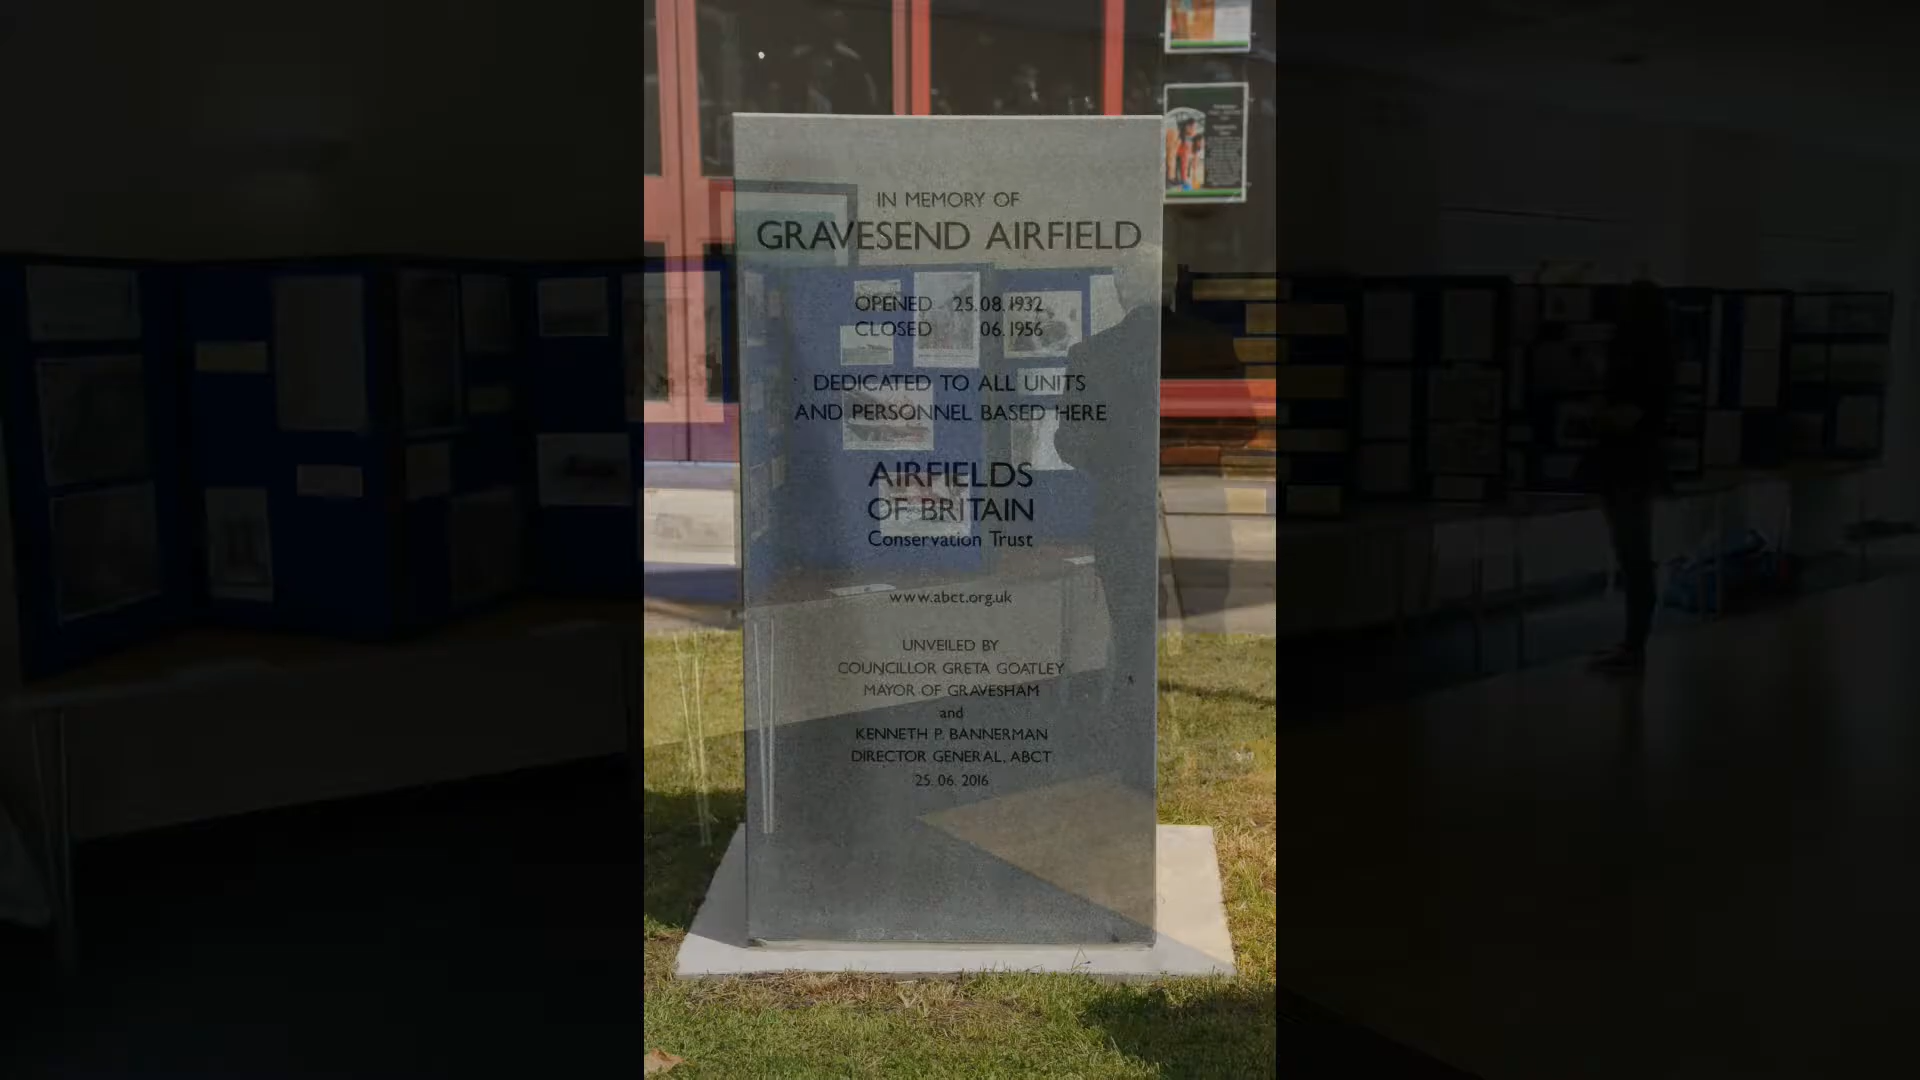 IN MEMORY OF
GRAVESEND AIRFIELD
OPENED 25.08.1932
CLOSED 06.1956
DEDICATED TO ALL UNITS
AND PERSONNEL BASED HERE
AIRFIELDS
OF BRITAIN
Conservation Trust
www.abct.org.uk
UNVEILED BY
COUNCILLOR GRETA GOATLEY
MAYOR OF GRAVESHAM
and
KENNETH P. BANNERMAN
DIRECTOR GENERAL, ABCT
25. 06. 2016